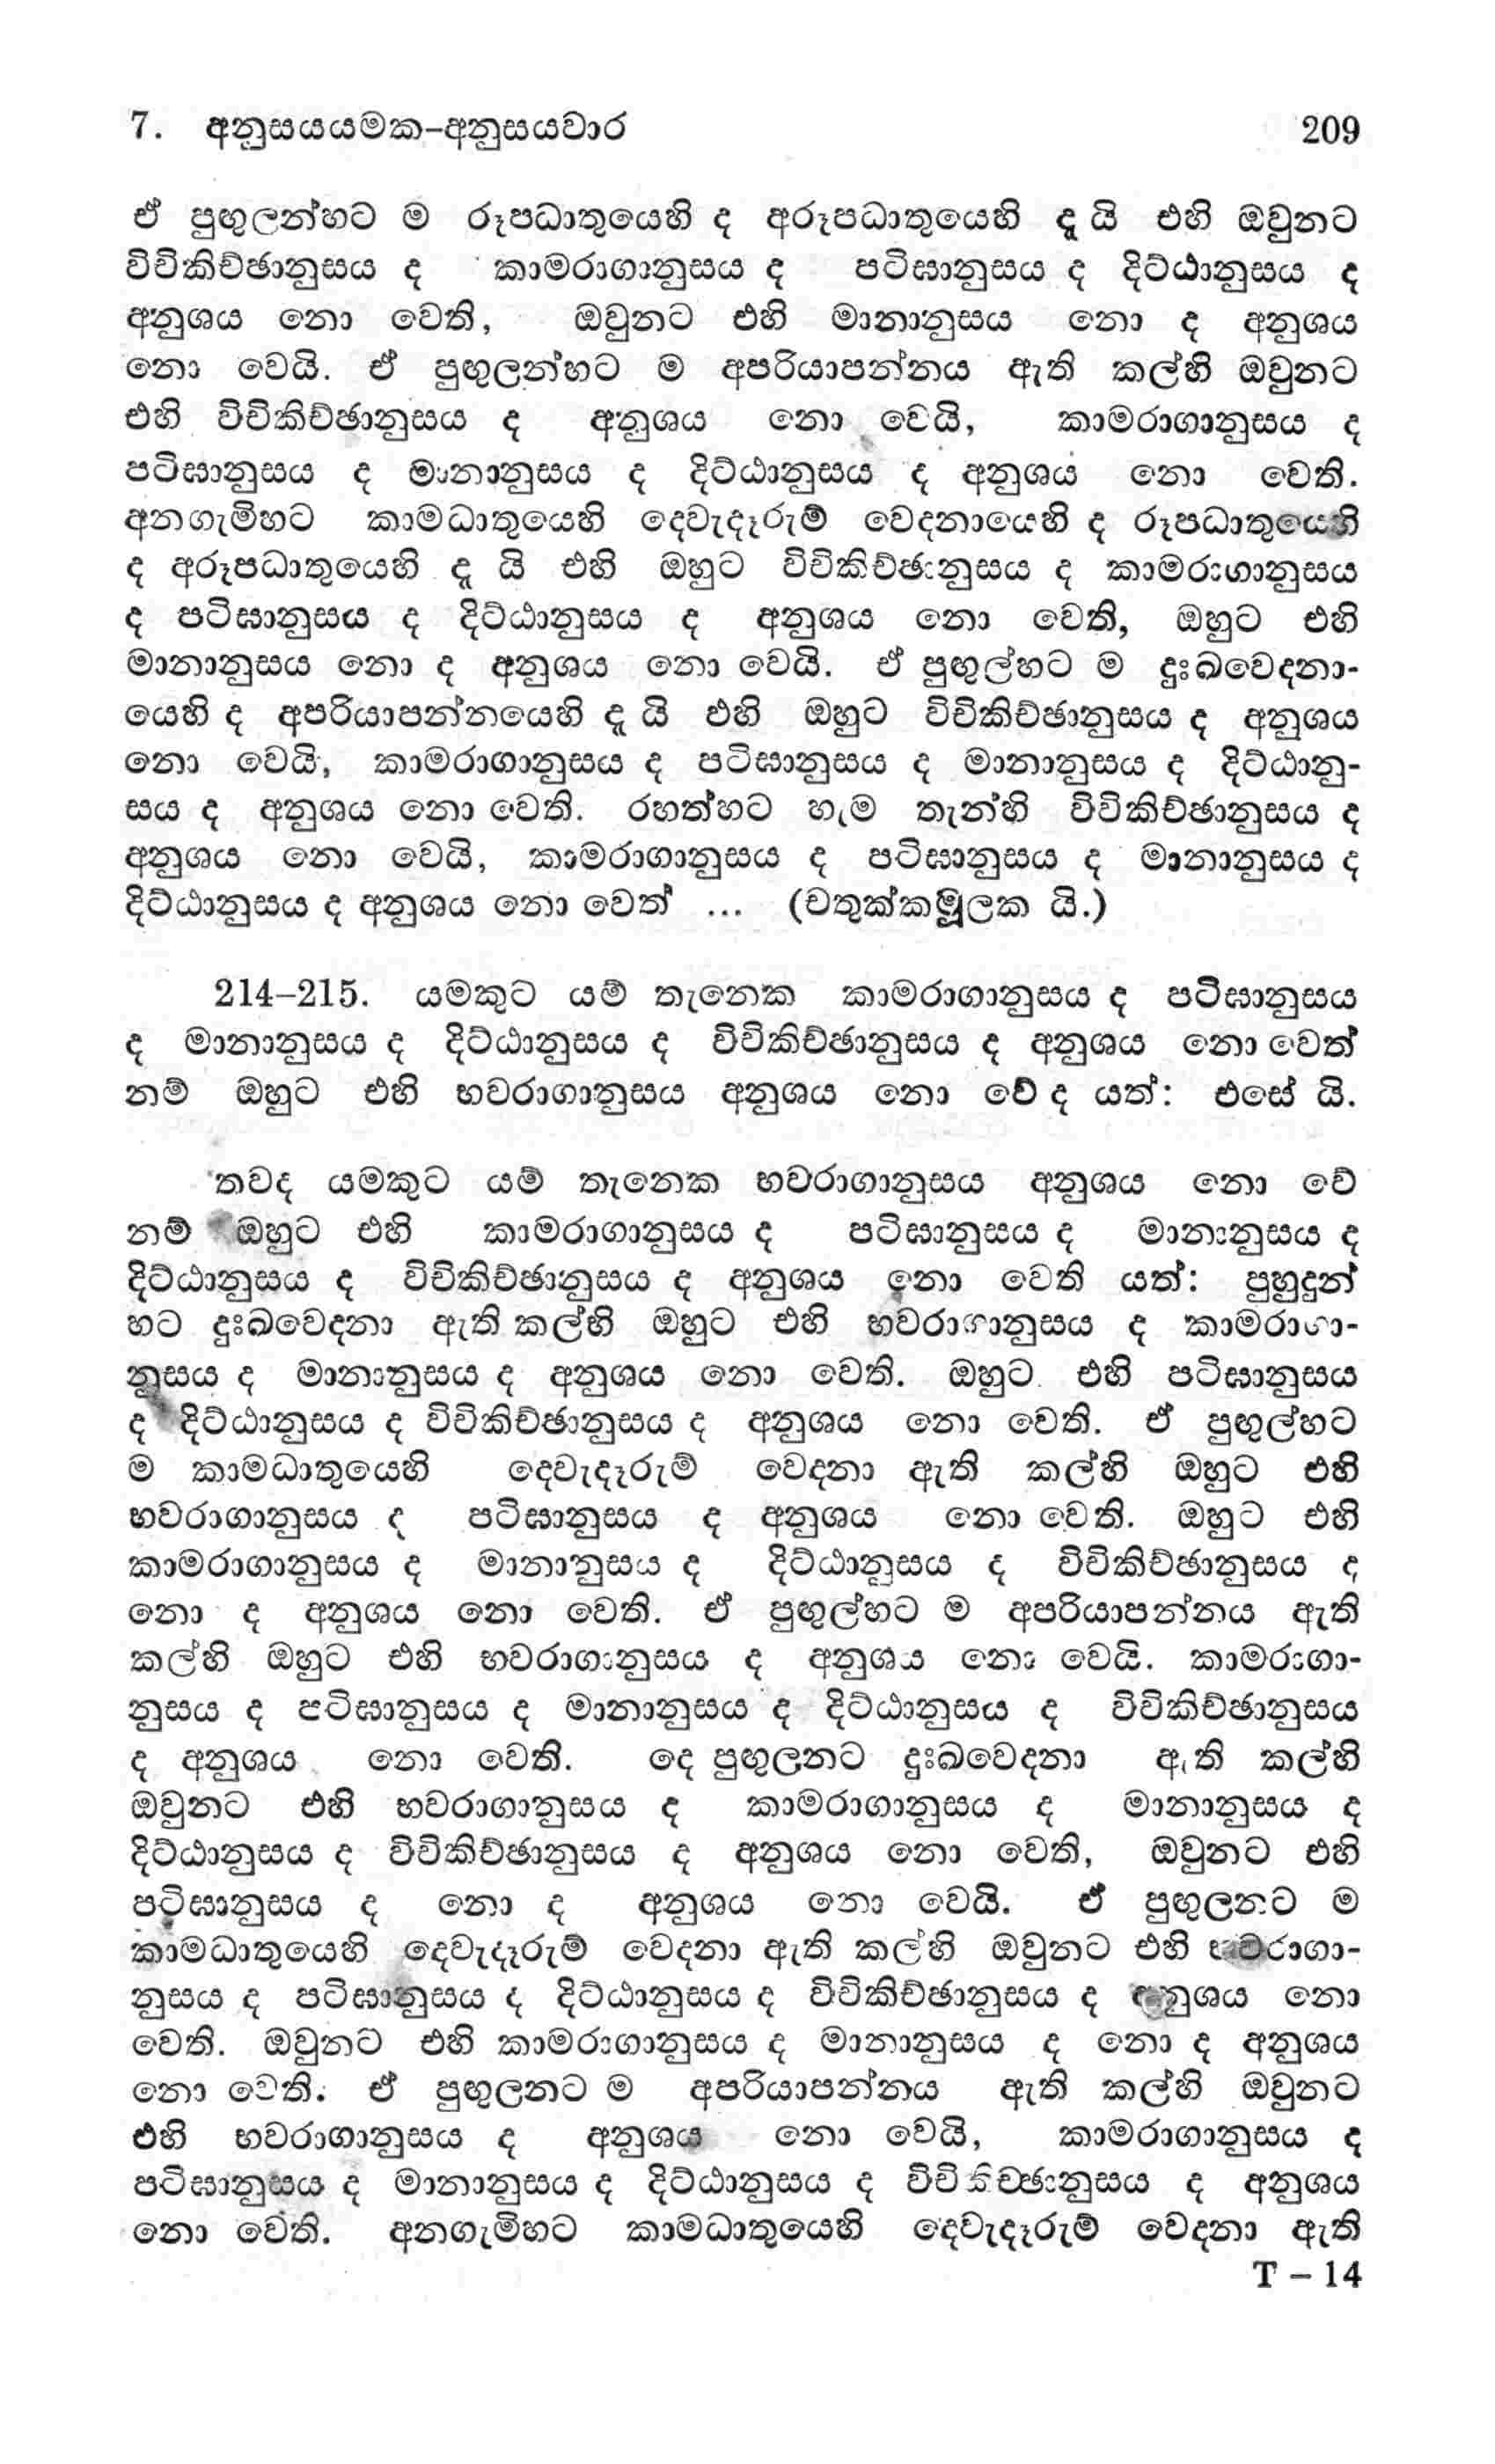 7. අනුසයයමක-අනුසයවාර 209
ඒ පුඟුලන්හට ම රූපධාතුයෙහි ද අරූපධාතුයෙහි දූ යි එහි ඔවුනට
විචිකිච්ඡානුසය ද කාමරාගානුසය ද පටිඝානුසය ද දිට්ඨානුසය ද
අනුශය නො වෙති, ඔවුනට එහි මානානුසය නො ද අනුශය
නො වෙයි. ඒ පුඟුලන්හට ම අපරියාපන්නය ඇති කල්හි ඔවුනට
එහි විචිකිච්ඡානුසය ද අනුශය නො වෙයි, කාමරාගානුසය ද
පටිඝානුසය ද මානානුසය ද දිට්ඨානුසය ද අනුශය නො වෙති.
අනගැමිහට කාමධාතුයෙහි දෙවැදෑරුම් වෙදනායෙහි ද රූපධාතුයෙහි
ද අරූපධාතුයෙහි දූ යි එහි ඔහුට විචිකිච්ඡානුසය ද කාමරාගානුසය
ද පටිඝානුසය ද දිට්ඨානුසය ද අනුශය නො වෙති, ඔහුට එහි
මානානුසය නො ද අනුශය නො වෙයි. ඒ පුඟුල්හට ම දුඃඛවෙදනා-
යෙහි ද අපරියාපන්නයෙහි දූ යි එහි ඔහුට විචිකිච්ඡානුසය ද අනුශය
නො වෙයි, කාමරාගානුසය ද පටිඝානුසය ද මානානුසය ද දිට්ඨානු-
සය ද අනුශය නො වෙති. රහත්හට හැම තැන්හි විචිකිච්ඡානුසය ද
අනුශය නො වෙයි, කාමරාගානුසය ද පටිඝානුසය ද මානානුසය ද
දිට්ඨානුසය ද අනුශය නො වෙත් ... (චතුක්කමූලක යි.)
214–215. යමකුට යම් තැනෙක කාමරාගානුසය ද පටිඝානුසය
ද මානානුසය ද දිට්ඨානුසය ද විචිකිච්ඡානුසය ද අනුශය නො වෙත්
නම් ඔහුට එහි භවරාගානුසය අනුශය නො වේ ද යත්: එසේ යි.
තවද යමකුට යම් තැනෙක භවරාගානුසය අනුශය නො වේ
නම් ඔහුට එහි කාමරාගානුසය ද පටිඝානුසය ද මානානුසය ද
දිට්ඨානුසය ද විචිකිච්ඡානුසය ද අනුශය නො වෙති යත්: පුහුදුන්
හට දුඃඛවෙදනා ඇති කල්හි ඔහුට එහි භවරාගානුසය ද කාමරාගා-
නුසය ද මානානුසය ද අනුශය නො වෙති. ඔහුට එහි පටිඝානුසය
ද දිට්ඨානුසය ද විචිකිච්ඡානුසය ද අනුශය නො වෙති. ඒ පුඟුල්හට
ම කාමධාතුයෙහි දෙවැදෑරුම් වෙදනා ඇති කල්හි ඔහුට එහි
භවරාගානුසය ද පටිඝානුසය ද අනුශය නො වෙති. ඔහුට එහි
කාමරාගානුසය ද මානානුසය ද දිට්ඨානුසය ද විචිකිච්ඡානුසය ද
නො ද අනුශය නො වෙති. ඒ පුඟුල්හට ම අපරියාපන්නය ඇති
කල්හි ඔහුට එහි භවරාගානුසය ද අනුශය නො වෙයි. කාමරාගා-
නුසය ද පටිඝානුසය ද මානානුසය ද දිට්ඨානුසය ද විචිකිච්ඡානුසය
ද අනුශය නො වෙති. දෙ පුඟුලනට දුඃඛවෙදනා ඇති කල්හි
ඔවුනට එහි භවරාගානුසය ද කාමරාගානුසය ද මානානුසය ද
දිට්ඨානුසය ද විචිකිච්ඡානුසය ද අනුශය නො වෙති, ඔවුනට එහි
පටිඝානුසය ද නො ද අනුශය නො වෙයි. ඒ පුඟුලනට ම
කාමධාතුයෙහි දෙවැදෑරුම් වෙදනා ඇති කල්හි ඔවුනට එහි භවරාගා-
නුසය ද පටිඝානුසය ද දිට්ඨානුසය ද විචිකිච්ඡානුසය ද අනුශය නො
වෙති. ඔවුනට එහි කාමරාගානුසය ද මානානුසය ද නො ද අනුශය
නො වෙති. ඒ පුඟුලනට ම අපරියාපන්නය ඇති කල්හි ඔවුනට
එහි භවරාගානුසය ද අනුශය නො වෙයි, කාමරාගානුසය ද
පටිඝානුසය ද මානානුසය ද දිට්ඨානුසය ද විචිකිච්ඡානුසය ද අනුශය
නො වෙති. අනගැමිහට කාමධාතුයෙහි දෙවැදෑරුම් වෙදනා ඇති
T – 14